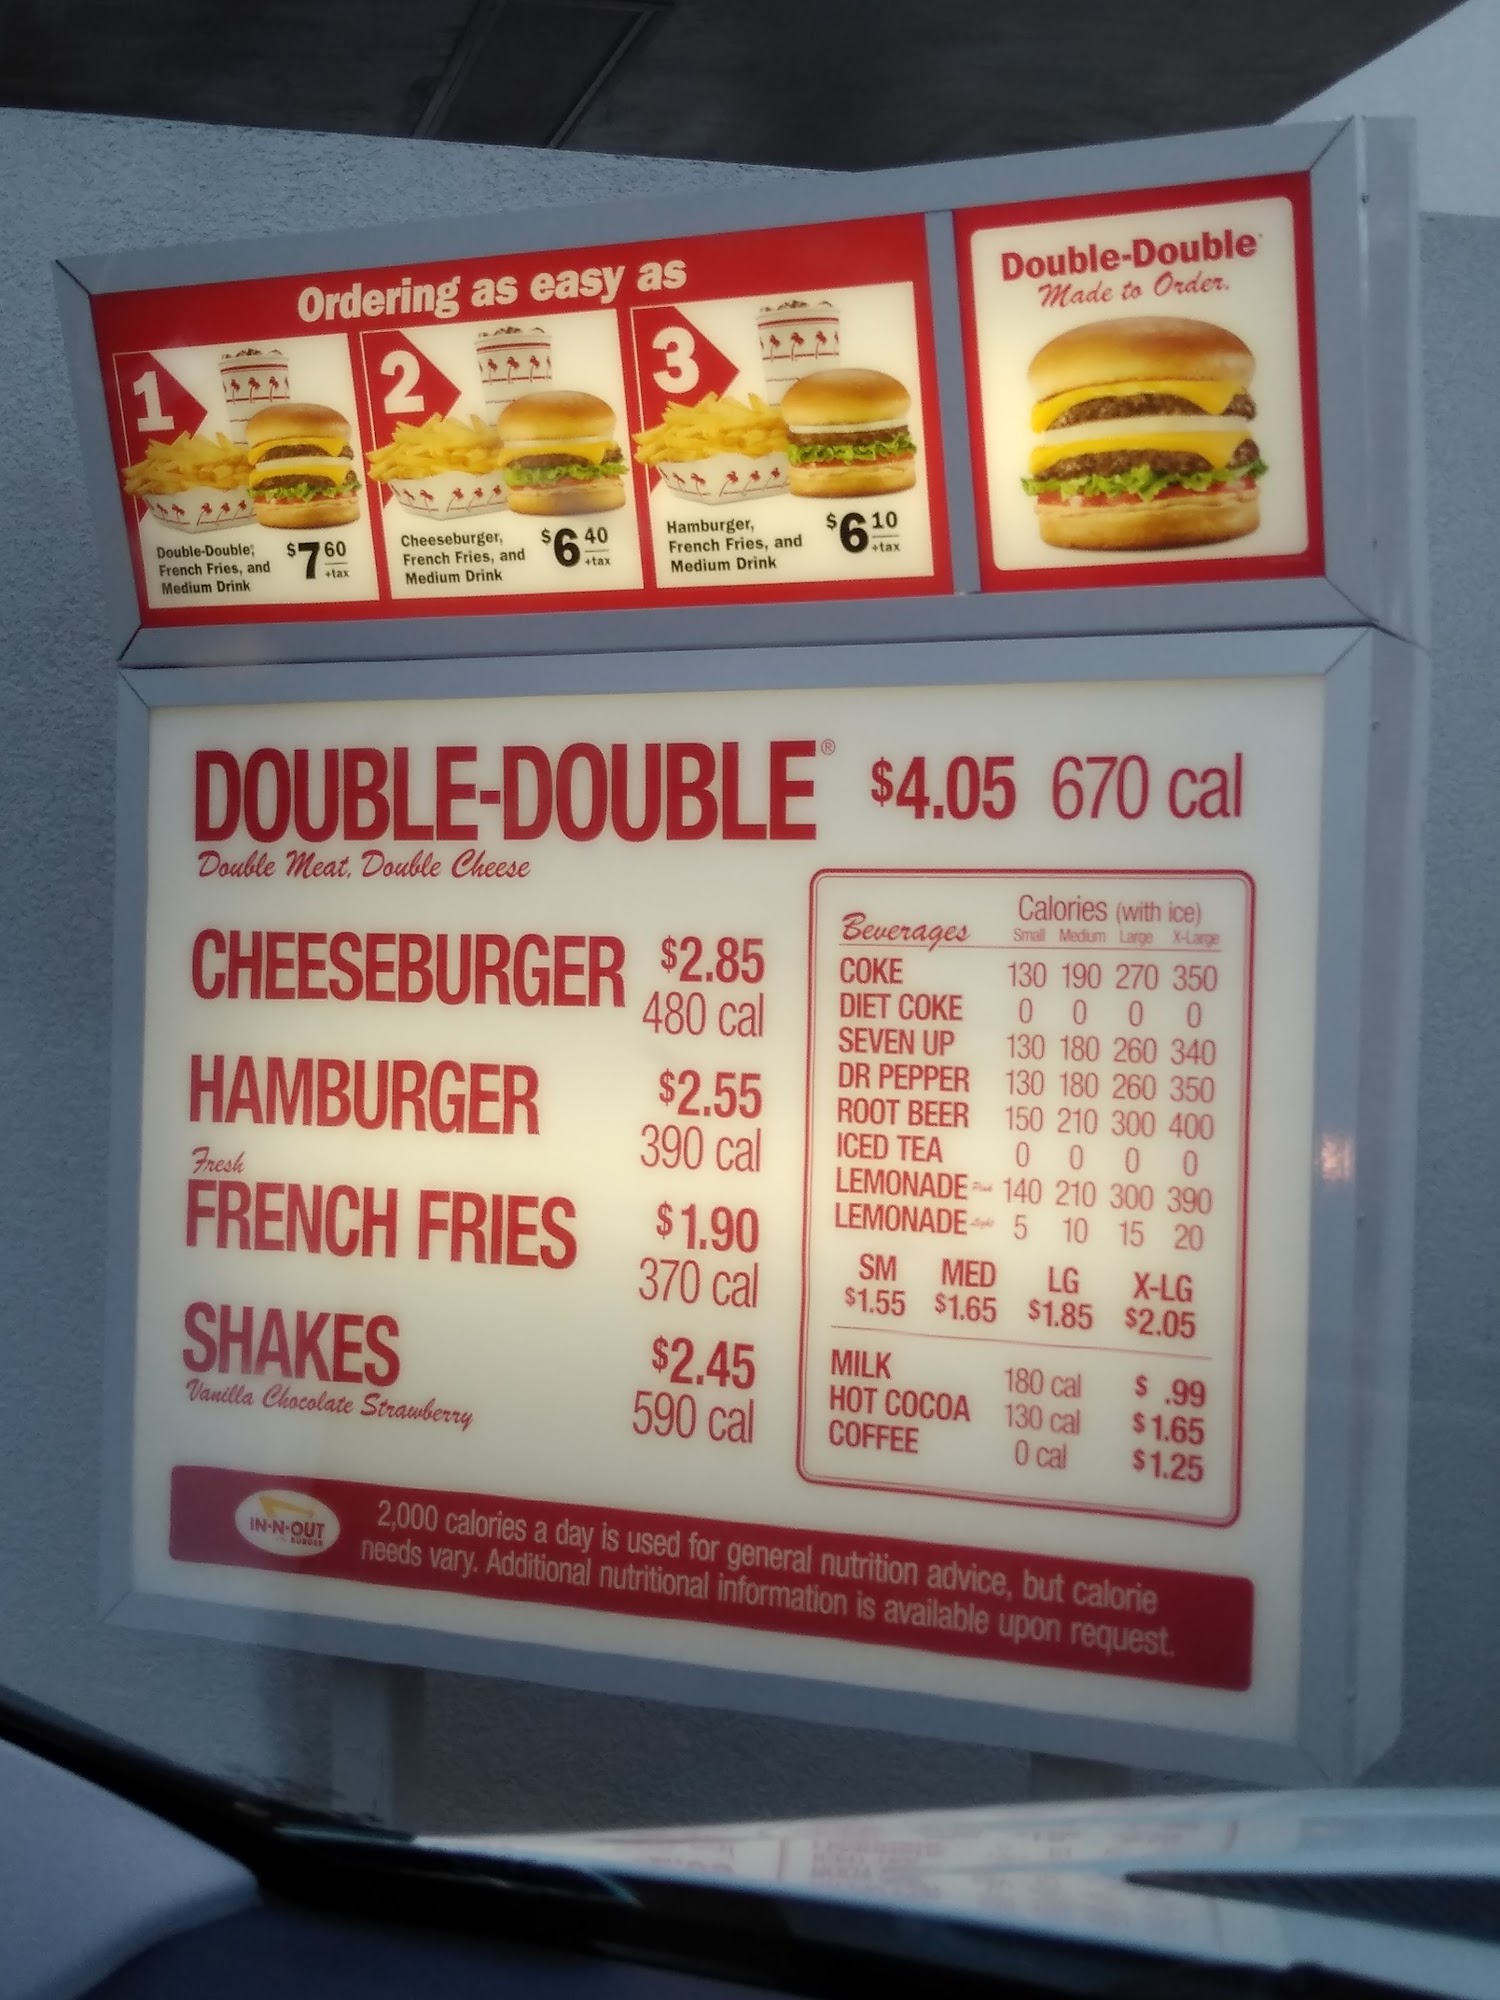 Ordering as easy as
1
Double-Double®,
French Fries, and
Medium Drink
$7 60
+tax
2
Cheeseburger,
French Fries, and
Medium Drink
$6 40
+tax
3
Hamburger,
French Fries, and
Medium Drink
$6 10
+tax
Double-Double
Made to Order.
DOUBLE-DOUBLE® $4.05 670 cal
Double Meat, Double Cheese
CHEESEBURGER $2.85
480 cal
HAMBURGER $2.55
390 cal
Fresh
FRENCH FRIES $1.90
370 cal
SHAKES $2.45
Vanilla Chocolate Strawberry 590 cal
Calories (with ice)
Beverages Small Medium Large X-Large
COKE 130 190 270 350
DIET COKE 0 0 0 0
SEVEN UP 130 180 260 340
DR PEPPER 130 180 260 350
ROOT BEER 150 210 300 400
ICED TEA 0 0 0 0
LEMONADE 140 210 300 390
LEMONADE 5 10 15 20
SM MED LG X-LG
$1.55 $1.65 $1.85 $2.05
MILK 180 cal $ .99
HOT COCOA 130 cal $1.65
COFFEE 0 cal $1.25
IN-N-OUT
BURGER
2,000 calories a day is used for general nutrition advice, but calorie
needs vary. Additional nutritional information is available upon request.